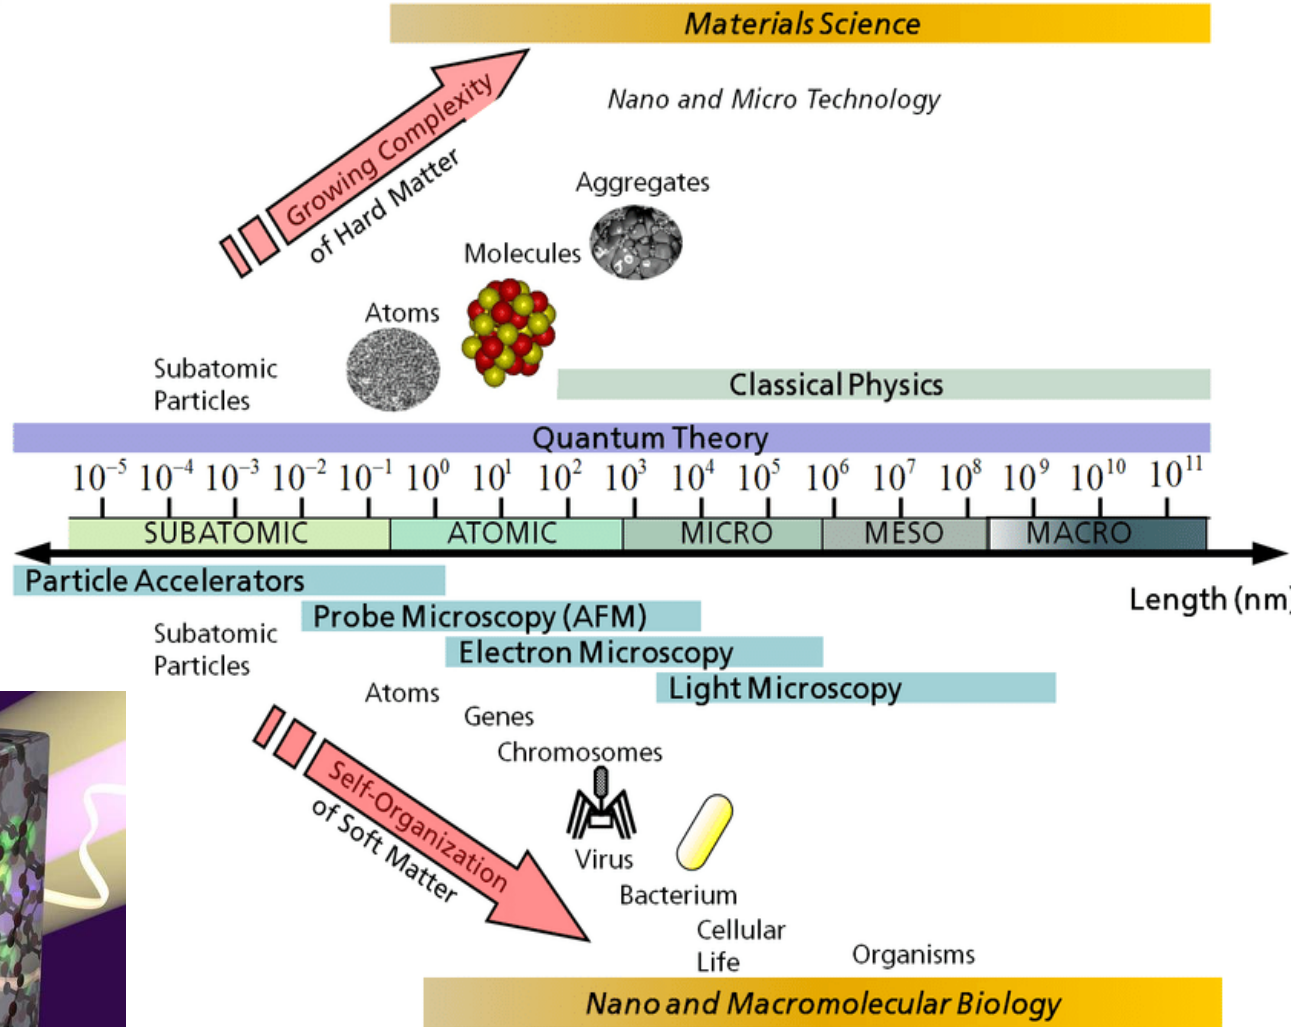 Materials Science
Nano and Micro Technology
Growing Complexity
of Hard Matter
Aggregates
Molecules
Atoms
Subatomic
Particles
Classical Physics
Quantum Theory
10⁻⁵ 10⁻⁴ 10⁻³ 10⁻² 10⁻¹ 10⁰ 10¹ 10² 10³ 10⁴ 10⁵ 10⁶ 10⁷ 10⁸ 10⁹ 10¹⁰ 10¹¹
SUBATOMIC ATOMIC MICRO MESO MACRO
Particle Accelerators
Length (nm)
Probe Microscopy (AFM)
Subatomic
Particles
Electron Microscopy
Light Microscopy
Atoms
Genes
Chromosomes
Self-Organization
of Soft Matter
Virus
Bacterium
Cellular
Life
Organisms
Nano and Macromolecular Biology